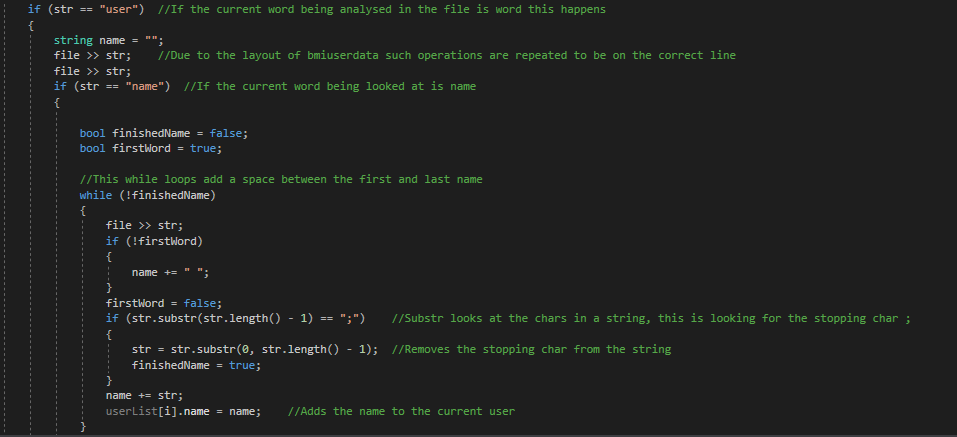 if (str == "user")  //If the current word being analysed in the file is word this happens
{
string name = "";
file >> str;    //Due to the layout of bmiuserdata such operations are repeated to be on the correct line
file >> str;
if (str == "name")  //If the current word being looked at is name
{
bool finishedName = false;
bool firstWord = true;
//This while loops add a space between the first and last name
while (!finishedName)
{
file >> str;
if (!firstWord)
{
name += " ";
}
firstWord = false;
if (str.substr(str.length() - 1) == ";")    //Substr looks at the chars in a string, this is looking for the stopping char ;
{
str = str.substr(0, str.length() - 1);  //Removes the stopping char from the string
finishedName = true;
}
name += str;
userList[i].name = name;    //Adds the name to the current user
}